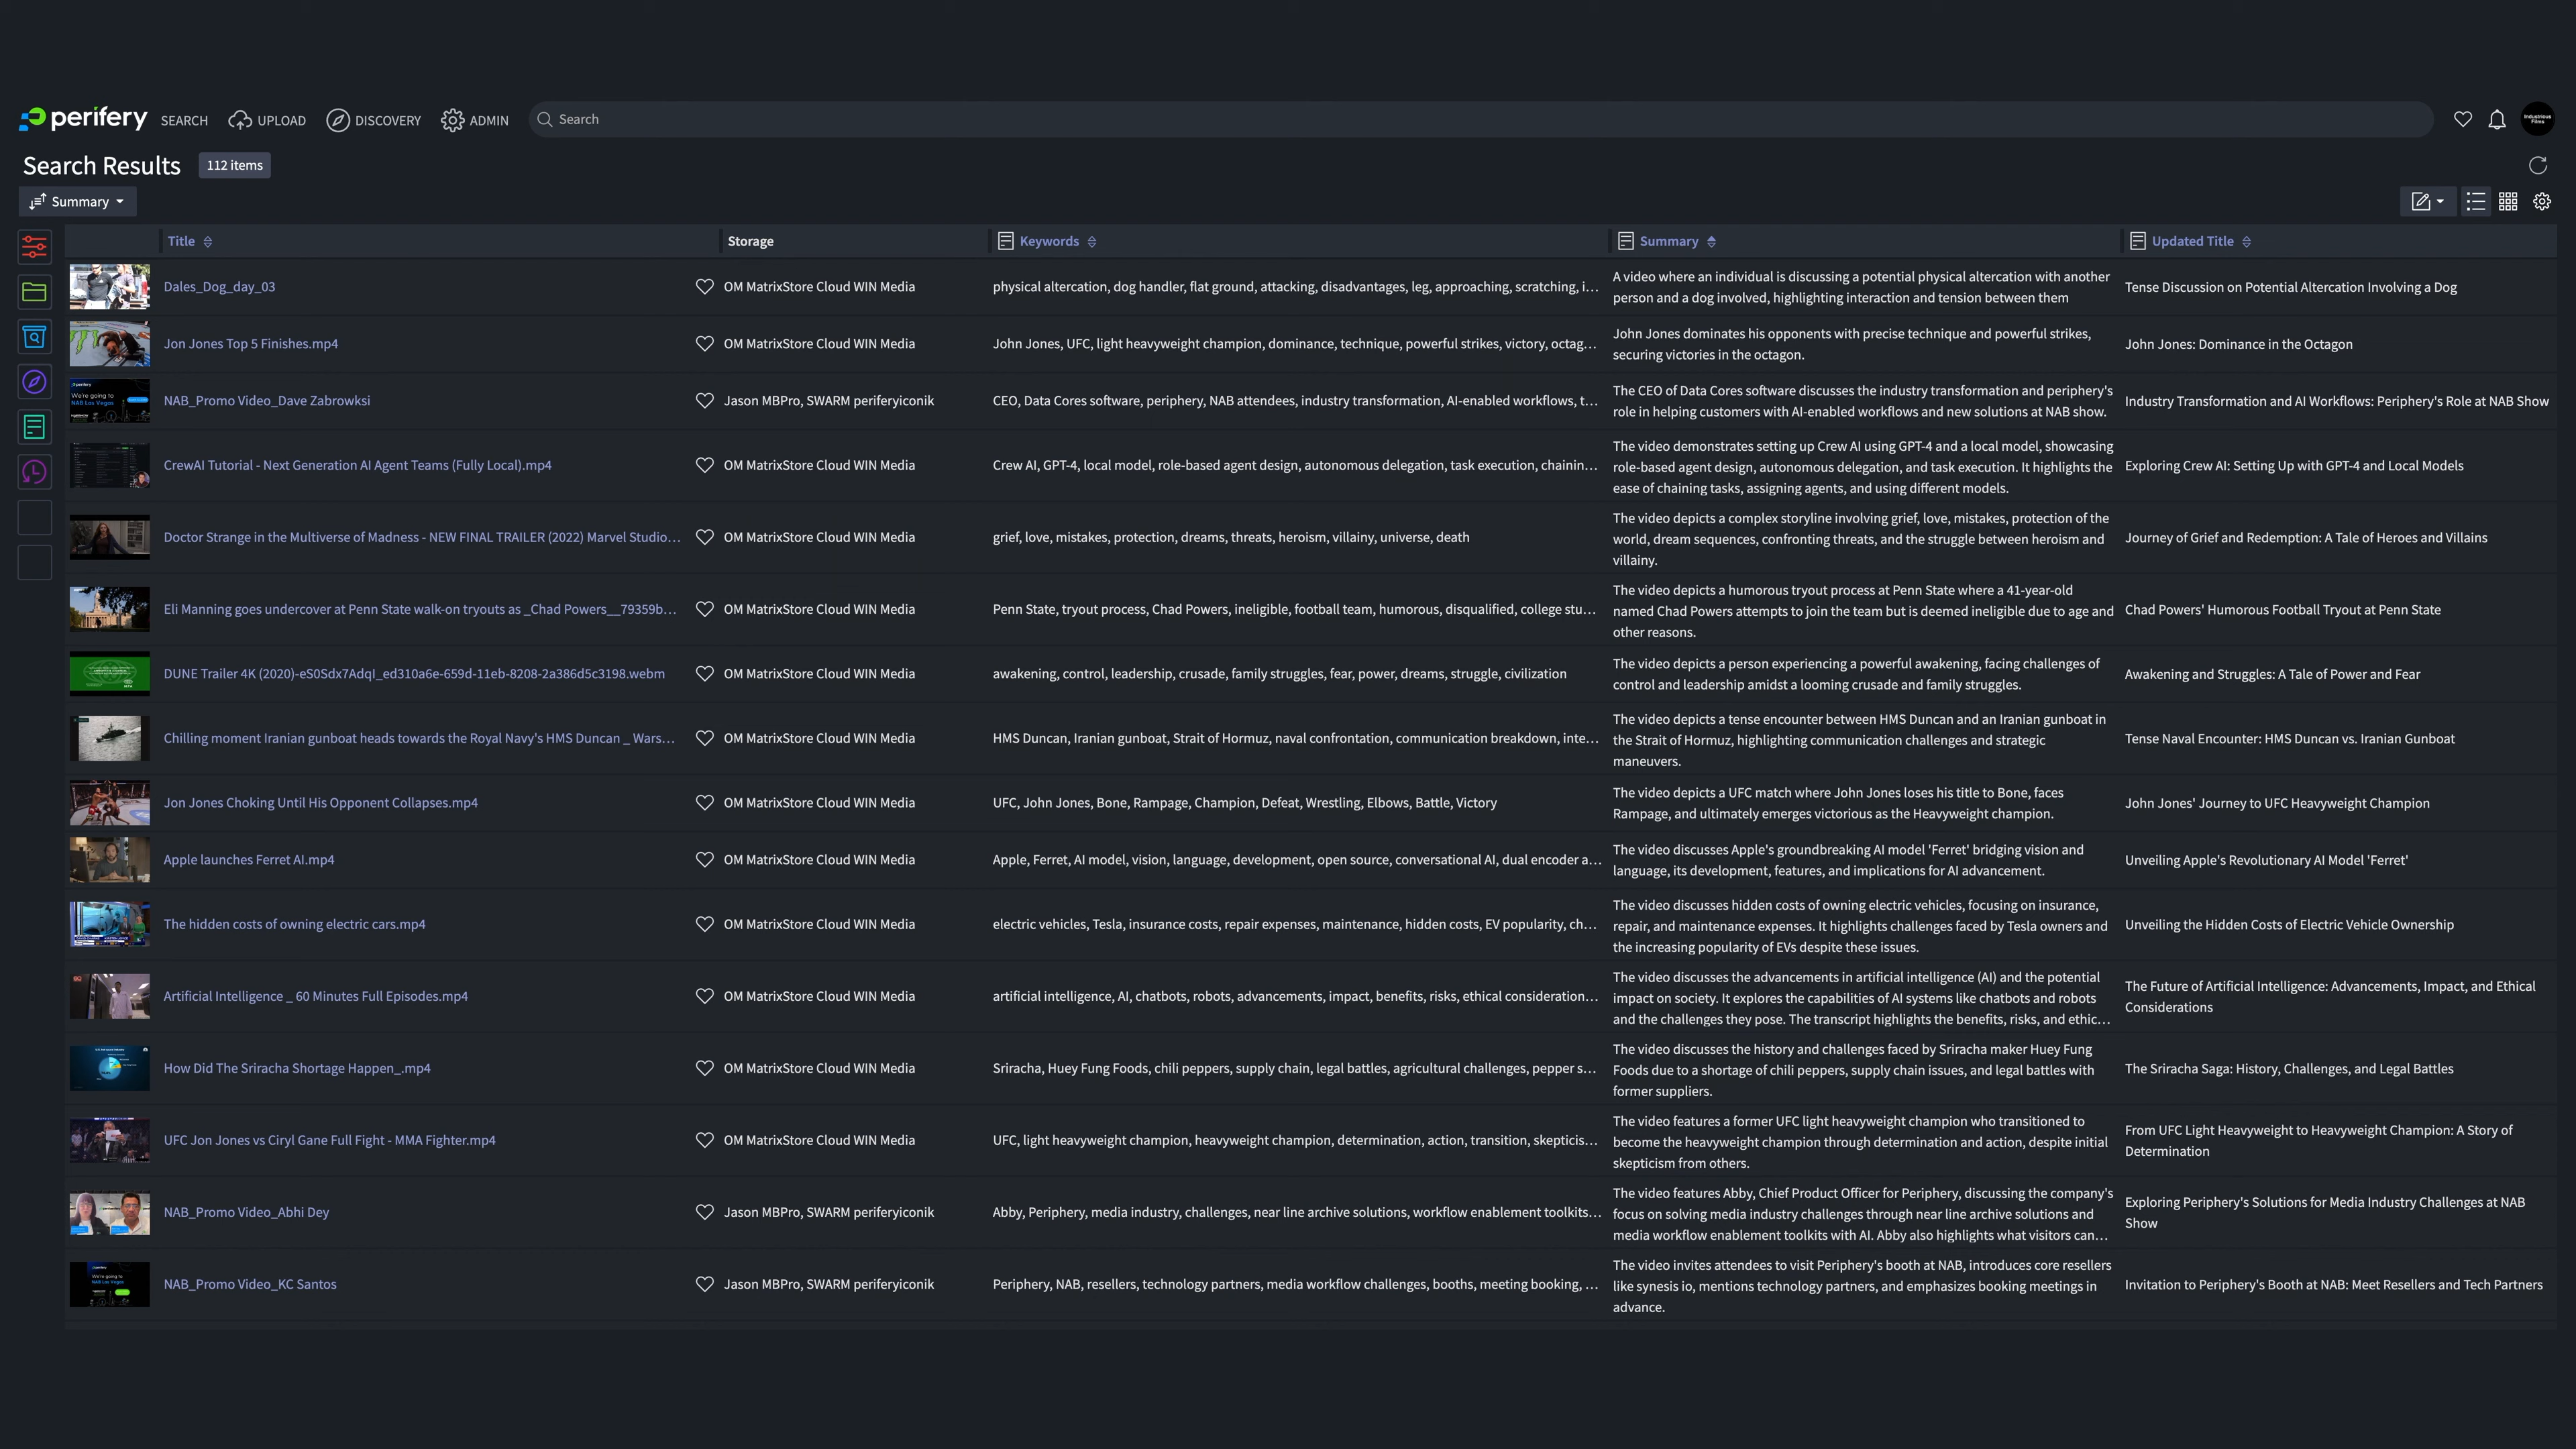 perifery SEARCH UPLOAD DISCOVERY ADMIN Search
Search Results 112 items
Summary
Title Storage Keywords Summary Updated Title
Dales_Dog_day_03
OM MatrixStore Cloud WIN Media
physical altercation, dog handler, flat ground, attacking, disadvantages, leg, approaching, scratching, i...
A video where an individual is discussing a potential physical altercation with another
person and a dog involved, highlighting interaction and tension between them
Tense Discussion on Potential Altercation Involving a Dog
Jon Jones Top 5 Finishes.mp4
OM MatrixStore Cloud WIN Media
John Jones, UFC, light heavyweight champion, dominance, technique, powerful strikes, victory, octag...
John Jones dominates his opponents with precise technique and powerful strikes,
securing victories in the octagon.
John Jones: Dominance in the Octagon
NAB_Promo Video_Dave Zabrowksi
Jason MBPro, SWARM periferyiconik
CEO, Data Cores software, periphery, NAB attendees, industry transformation, AI-enabled workflows, t...
The CEO of Data Cores software discusses the industry transformation and periphery's
role in helping customers with AI-enabled workflows and new solutions at NAB show.
Industry Transformation and AI Workflows: Periphery's Role at NAB Show
CrewAI Tutorial - Next Generation AI Agent Teams (Fully Local).mp4
OM MatrixStore Cloud WIN Media
Crew AI, GPT-4, local model, role-based agent design, autonomous delegation, task execution, chainin...
The video demonstrates setting up Crew AI using GPT-4 and a local model, showcasing
role-based agent design, autonomous delegation, and task execution. It highlights the
ease of chaining tasks, assigning agents, and using different models.
Exploring Crew AI: Setting Up with GPT-4 and Local Models
Doctor Strange in the Multiverse of Madness - NEW FINAL TRAILER (2022) Marvel Studio...
OM MatrixStore Cloud WIN Media
grief, love, mistakes, protection, dreams, threats, heroism, villainy, universe, death
The video depicts a complex storyline involving grief, love, mistakes, protection of the
world, dream sequences, confronting threats, and the struggle between heroism and
villainy.
Journey of Grief and Redemption: A Tale of Heroes and Villains
Eli Manning goes undercover at Penn State walk-on tryouts as _Chad Powers__79359b...
OM MatrixStore Cloud WIN Media
Penn State, tryout process, Chad Powers, ineligible, football team, humorous, disqualified, college stu...
The video depicts a humorous tryout process at Penn State where a 41-year-old
named Chad Powers attempts to join the team but is deemed ineligible due to age and
other reasons.
Chad Powers' Humorous Football Tryout at Penn State
DUNE Trailer 4K (2020)-eS0Sdx7AdqI_ed310a6e-659d-11eb-8208-2a386d5c3198.webm
OM MatrixStore Cloud WIN Media
awakening, control, leadership, crusade, family struggles, fear, power, dreams, struggle, civilization
The video depicts a person experiencing a powerful awakening, facing challenges of
control and leadership amidst a looming crusade and family struggles.
Awakening and Struggles: A Tale of Power and Fear
Chilling moment Iranian gunboat heads towards the Royal Navy's HMS Duncan _ Wars...
OM MatrixStore Cloud WIN Media
HMS Duncan, Iranian gunboat, Strait of Hormuz, naval confrontation, communication breakdown, inte...
The video depicts a tense encounter between HMS Duncan and an Iranian gunboat in
the Strait of Hormuz, highlighting communication challenges and strategic
maneuvers.
Tense Naval Encounter: HMS Duncan vs. Iranian Gunboat
Jon Jones Choking Until His Opponent Collapses.mp4
OM MatrixStore Cloud WIN Media
UFC, John Jones, Bone, Rampage, Champion, Defeat, Wrestling, Elbows, Battle, Victory
The video depicts a UFC match where John Jones loses his title to Bone, faces
Rampage, and ultimately emerges victorious as the Heavyweight champion.
John Jones' Journey to UFC Heavyweight Champion
Apple launches Ferret AI.mp4
OM MatrixStore Cloud WIN Media
Apple, Ferret, AI model, vision, language, development, open source, conversational AI, dual encoder a...
The video discusses Apple's groundbreaking AI model 'Ferret' bridging vision and
language, its development, features, and implications for AI advancement.
Unveiling Apple's Revolutionary AI Model 'Ferret'
The hidden costs of owning electric cars.mp4
OM MatrixStore Cloud WIN Media
electric vehicles, Tesla, insurance costs, repair expenses, maintenance, hidden costs, EV popularity, ch...
The video discusses hidden costs of owning electric vehicles, focusing on insurance,
repair, and maintenance expenses. It highlights challenges faced by Tesla owners and
the increasing popularity of EVs despite these issues.
Unveiling the Hidden Costs of Electric Vehicle Ownership
Artificial Intelligence _ 60 Minutes Full Episodes.mp4
OM MatrixStore Cloud WIN Media
artificial intelligence, AI, chatbots, robots, advancements, impact, benefits, risks, ethical consideration...
The video discusses the advancements in artificial intelligence (AI) and the potential
impact on society. It explores the capabilities of AI systems like chatbots and robots
and the challenges they pose. The transcript highlights the benefits, risks, and ethic...
The Future of Artificial Intelligence: Advancements, Impact, and Ethical
Considerations
How Did The Sriracha Shortage Happen_.mp4
OM MatrixStore Cloud WIN Media
Sriracha, Huey Fung Foods, chili peppers, supply chain, legal battles, agricultural challenges, pepper s...
The video discusses the history and challenges faced by Sriracha maker Huey Fung
Foods due to a shortage of chili peppers, supply chain issues, and legal battles with
former suppliers.
The Sriracha Saga: History, Challenges, and Legal Battles
UFC Jon Jones vs Ciryl Gane Full Fight - MMA Fighter.mp4
OM MatrixStore Cloud WIN Media
UFC, light heavyweight champion, heavyweight champion, determination, action, transition, skepticis...
The video features a former UFC light heavyweight champion who transitioned to
become the heavyweight champion through determination and action, despite initial
skepticism from others.
From UFC Light Heavyweight to Heavyweight Champion: A Story of
Determination
NAB_Promo Video_Abhi Dey
Jason MBPro, SWARM periferyiconik
Abby, Periphery, media industry, challenges, near line archive solutions, workflow enablement toolkits...
The video features Abby, Chief Product Officer for Periphery, discussing the company's
focus on solving media industry challenges through near line archive solutions and
media workflow enablement toolkits with AI. Abby also highlights what visitors can...
Exploring Periphery's Solutions for Media Industry Challenges at NAB
Show
NAB_Promo Video_KC Santos
Jason MBPro, SWARM periferyiconik
Periphery, NAB, resellers, technology partners, media workflow challenges, booths, meeting booking, ...
The video invites attendees to visit Periphery's booth at NAB, introduces core resellers
like synesis io, mentions technology partners, and emphasizes booking meetings in
advance.
Invitation to Periphery's Booth at NAB: Meet Resellers and Tech Partners